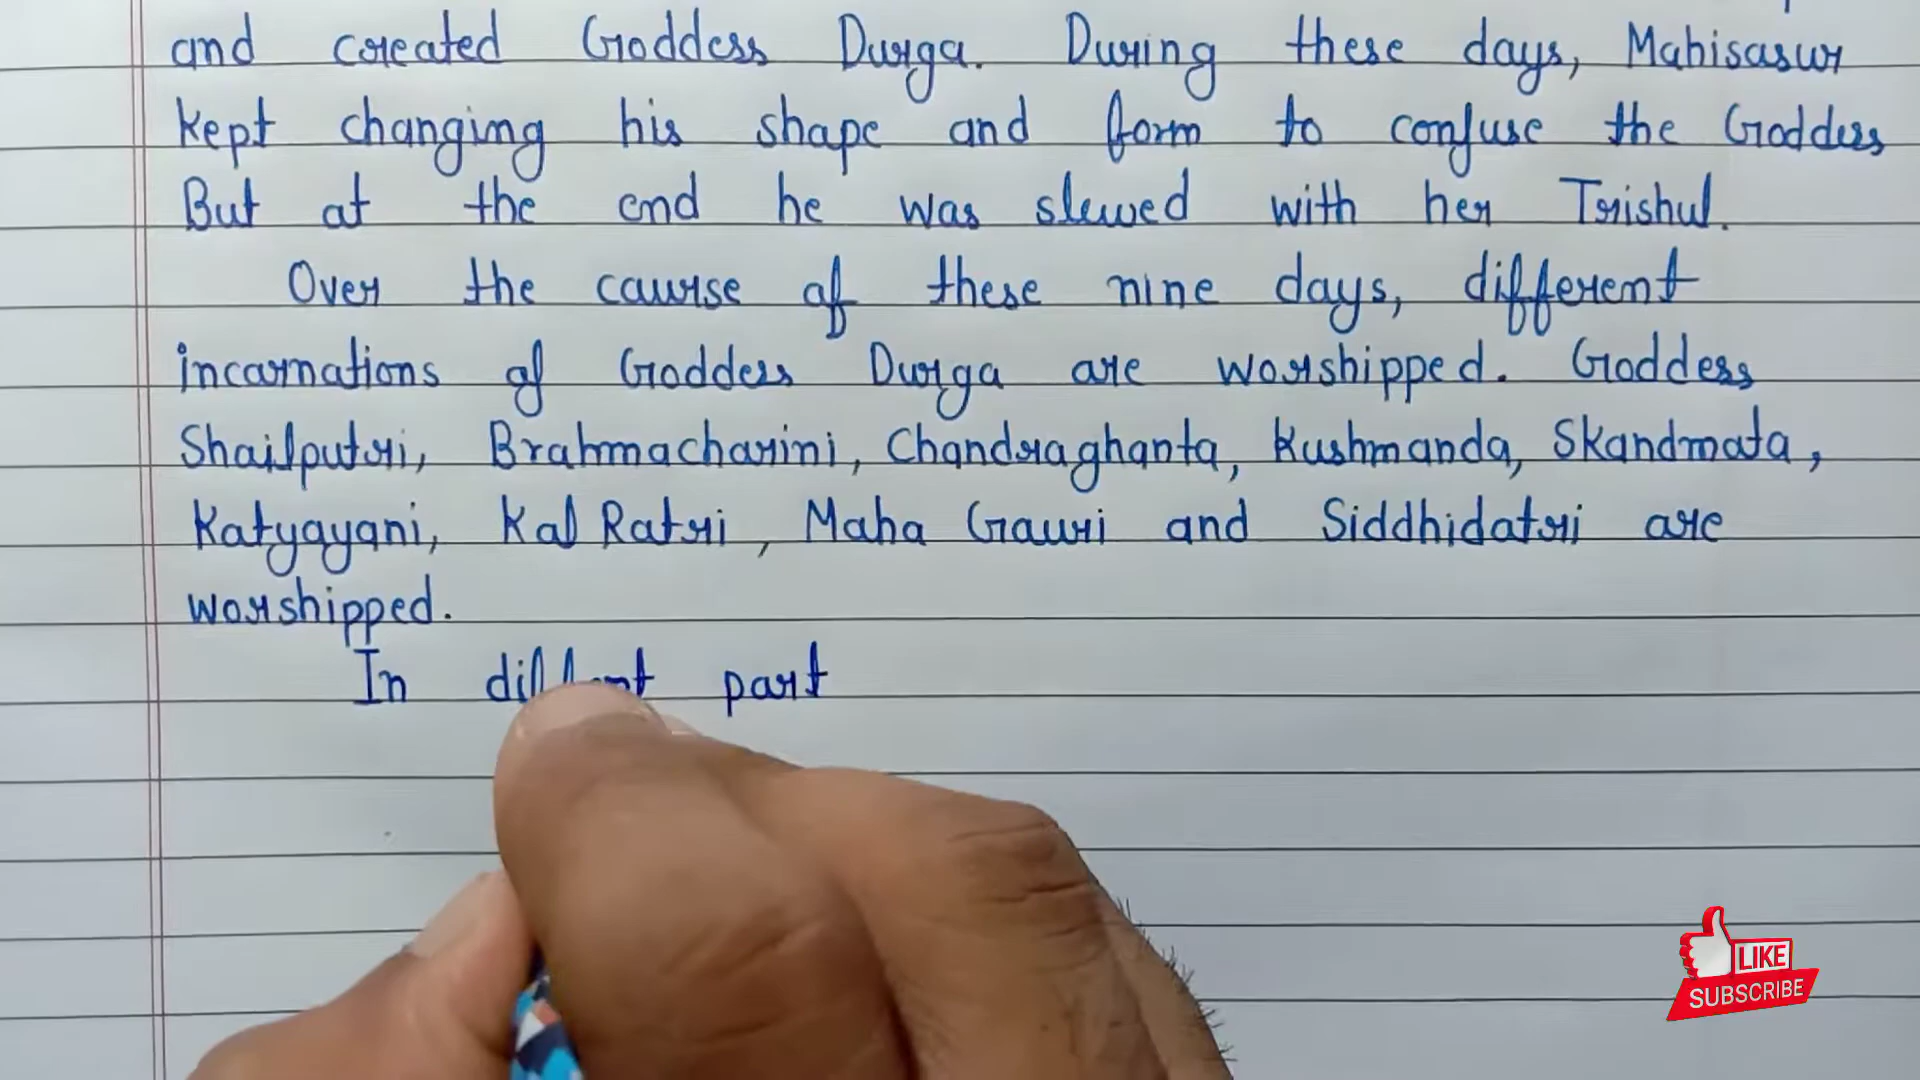 and created Goddess Durga. During these days, Mahisasur
kept changing his shape and form to confuse the Goddess
But at the end he was slewed with her Trishul.
Over the course of these nine days, different
incarnations of Goddess Durga are worshipped. Goddess
Shailputri, Brahmacharini, Chandraghanta, Kushmanda, Skandmata,
Katyayani, Kal Ratri, Maha Gauri and Siddhidatri are
worshipped.
In part
LIKE
SUBSCRIBE